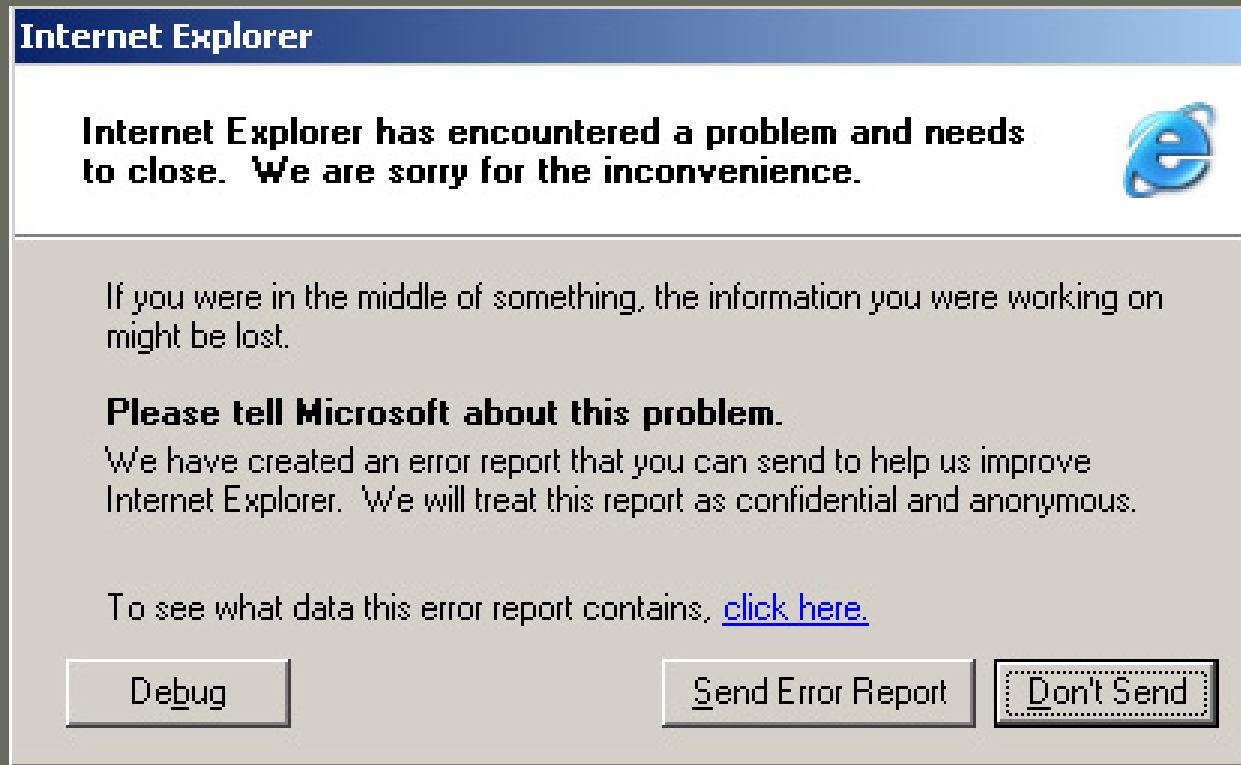 Internet Explorer
Internet Explorer has encountered a problem and needs
to close.  We are sorry for the inconvenience.
If you were in the middle of something, the information you were working on
might be lost.
Please tell Microsoft about this problem.
We have created an error report that you can send to help us improve
Internet Explorer.  We will treat this report as confidential and anonymous.
To see what data this error report contains, click here.
Debug
Send Error Report
Don't Send